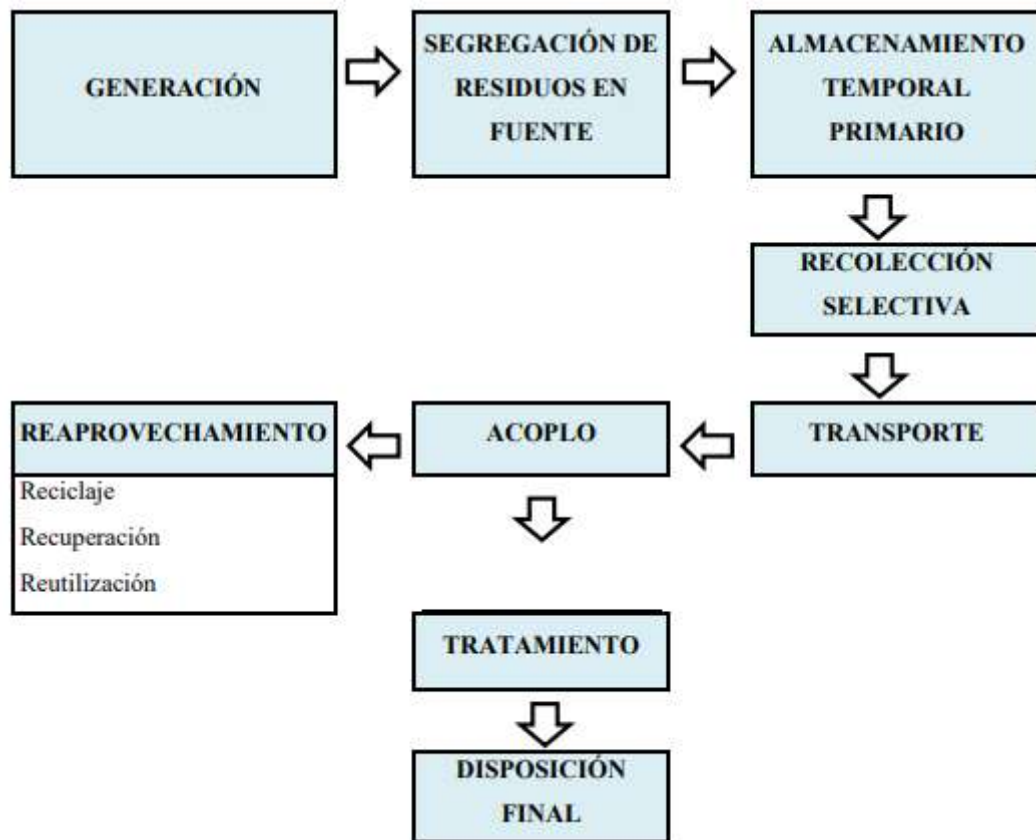 GENERACIÓN
SEGREGACIÓN DE
RESIDUOS EN
FUENTE
ALMACENAMIENTO
TEMPORAL
PRIMARIO
RECOLECCIÓN
SELECTIVA
TRANSPORTE
ACOPLO
REAPROVECHAMIENTO
Reciclaje
Recuperación
Reutilización
TRATAMIENTO
DISPOSICIÓN
FINAL